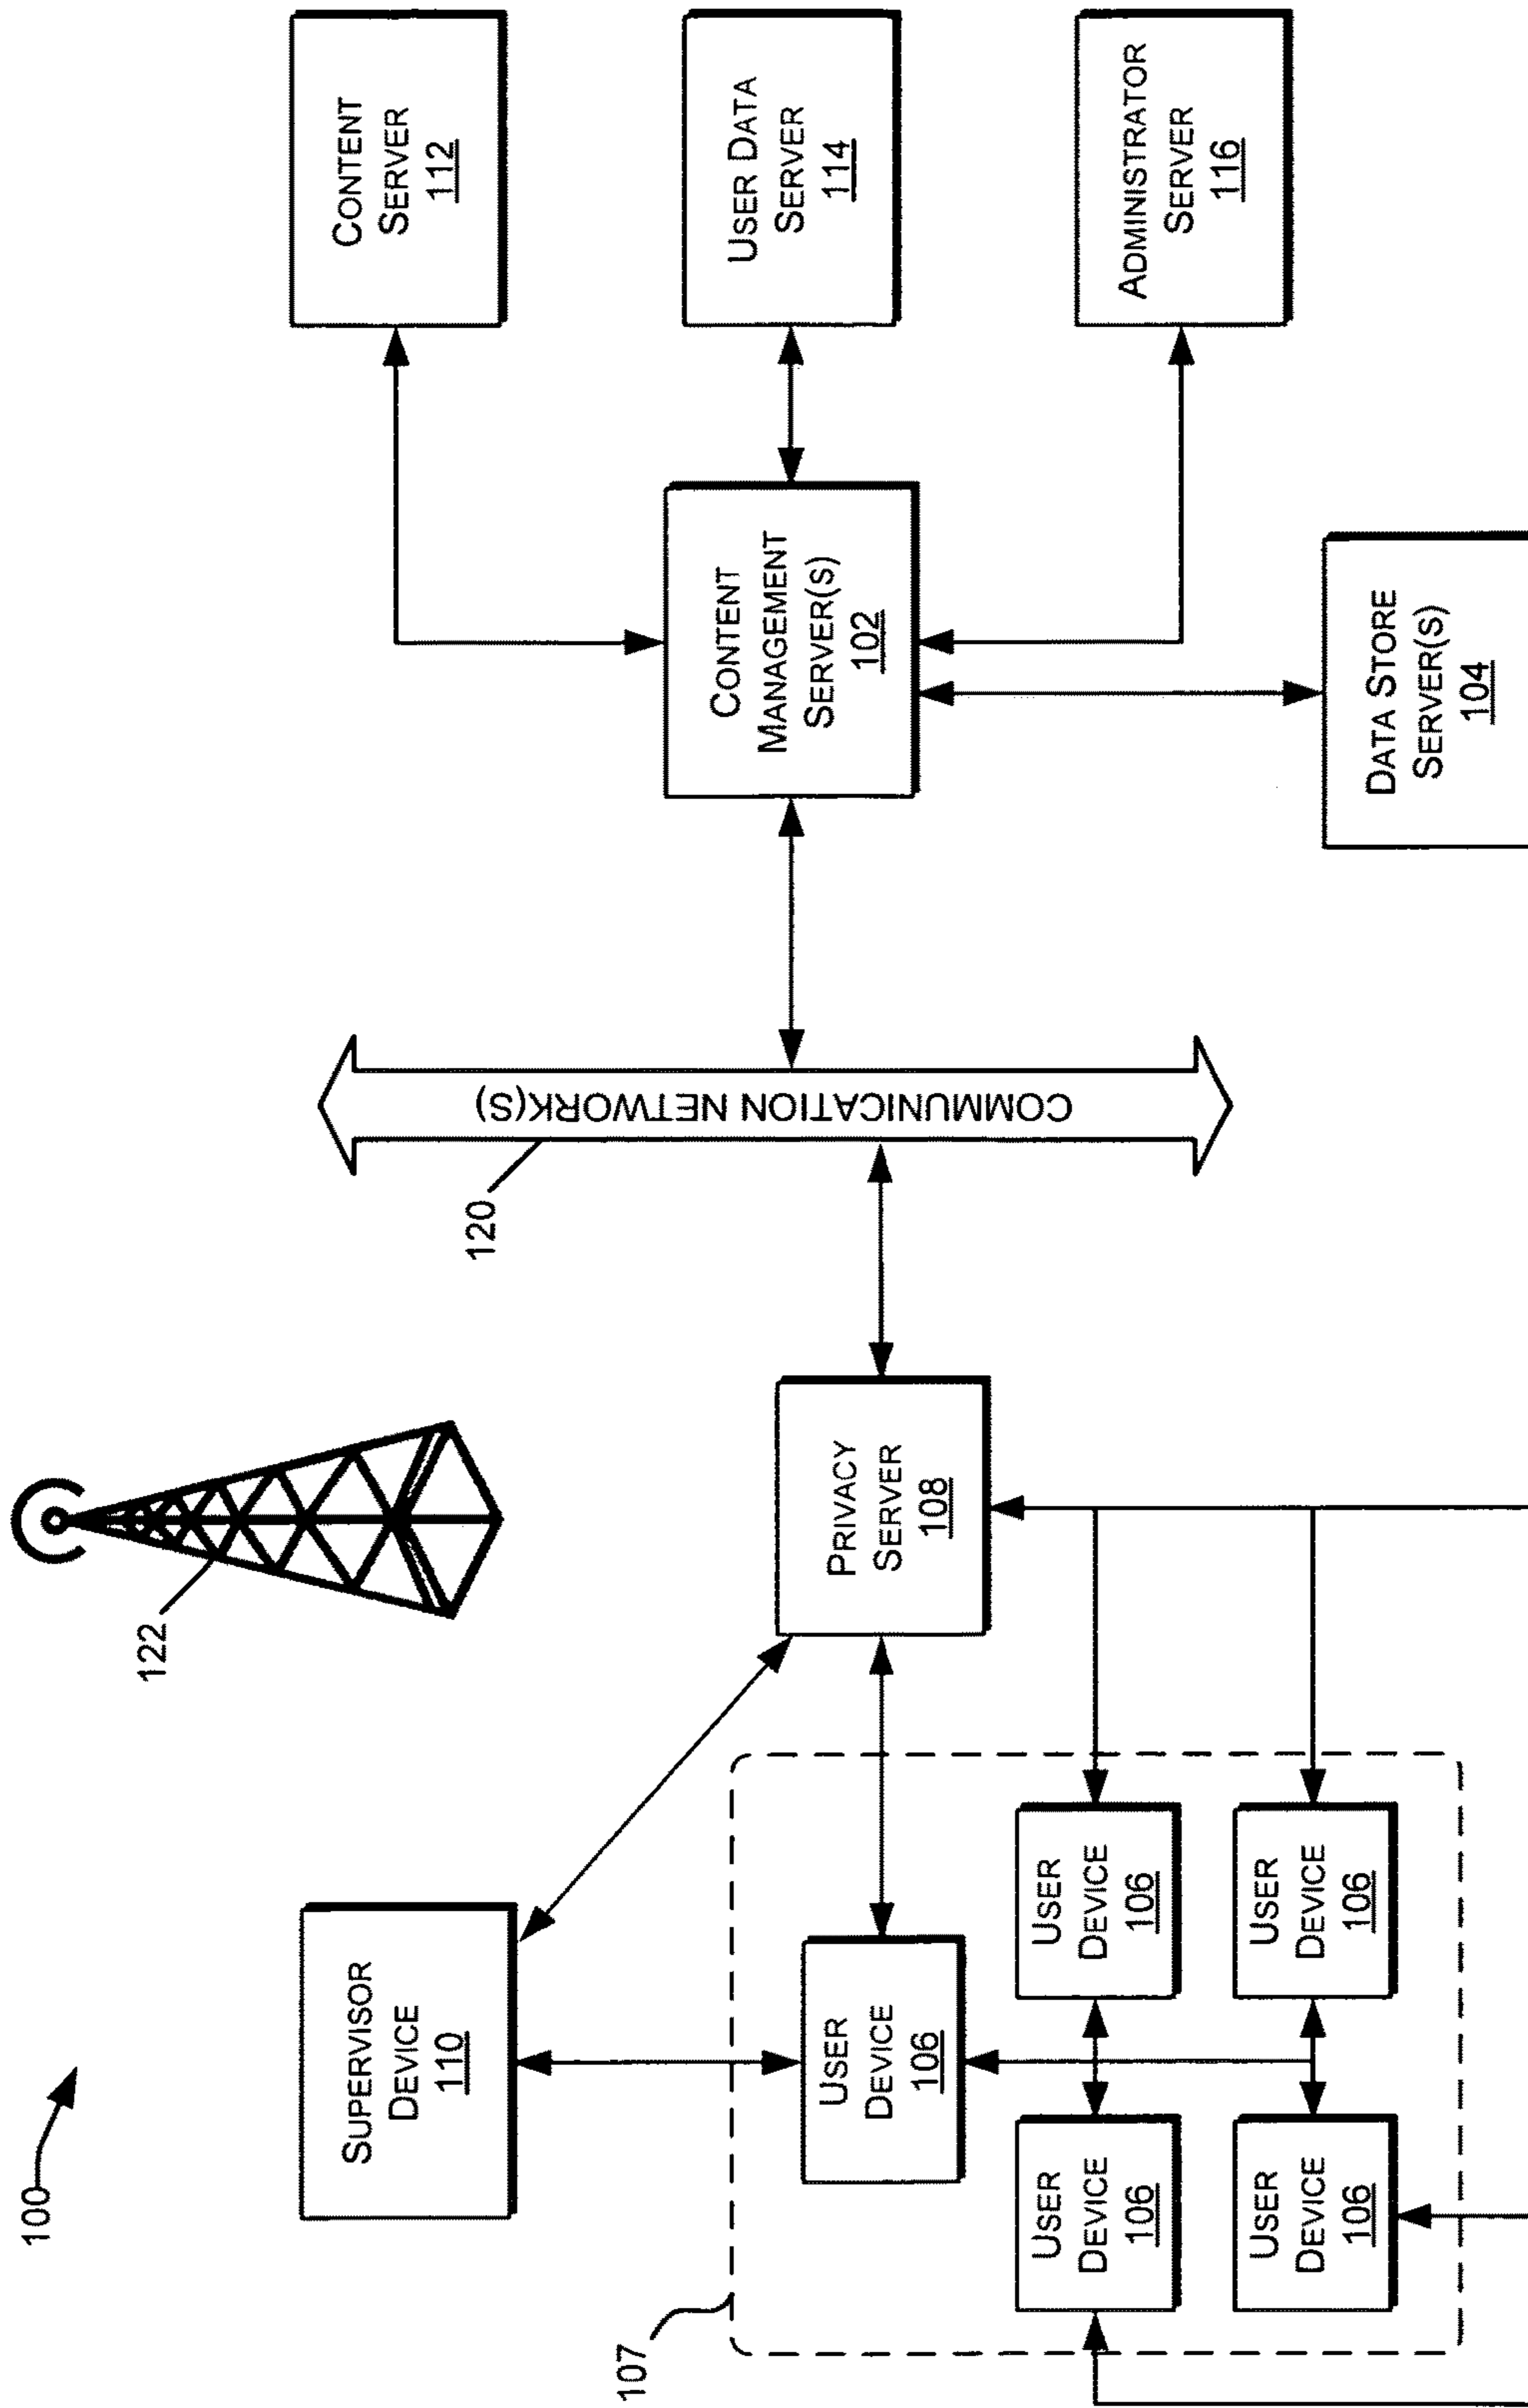 100
122
SUPERVISOR
DEVICE
110
CONTENT
SERVER
112
120
COMMUNICATION NETWORK(S)
CONTENT
MANAGEMENT
SERVER(S)
102
USER DATA
SERVER
114
107
USER
DEVICE
106
PRIVACY
SERVER
108
USER
DEVICE
106
USER
DEVICE
106
ADMINISTRATOR
SERVER
116
USER
DEVICE
106
USER
DEVICE
106
DATA STORE
SERVER(S)
104